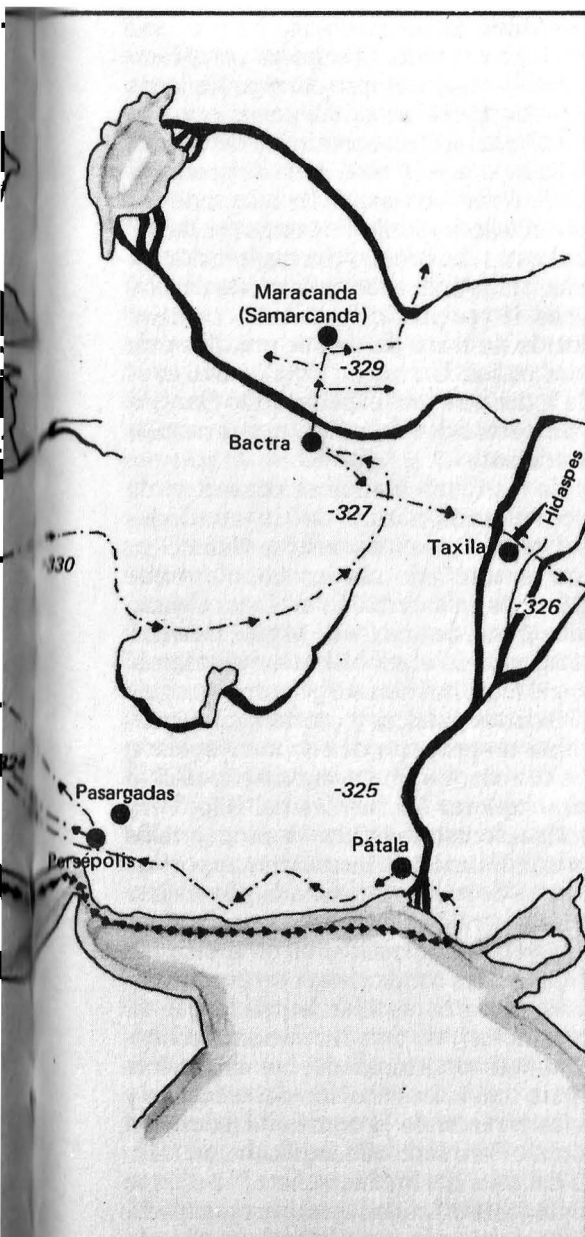 Maracanda
(Samarcanda)
-329
Bactra
-327
Hidaspes
Taxila
-326
-330
-325
Pasargadas
Persépolis
Pátala